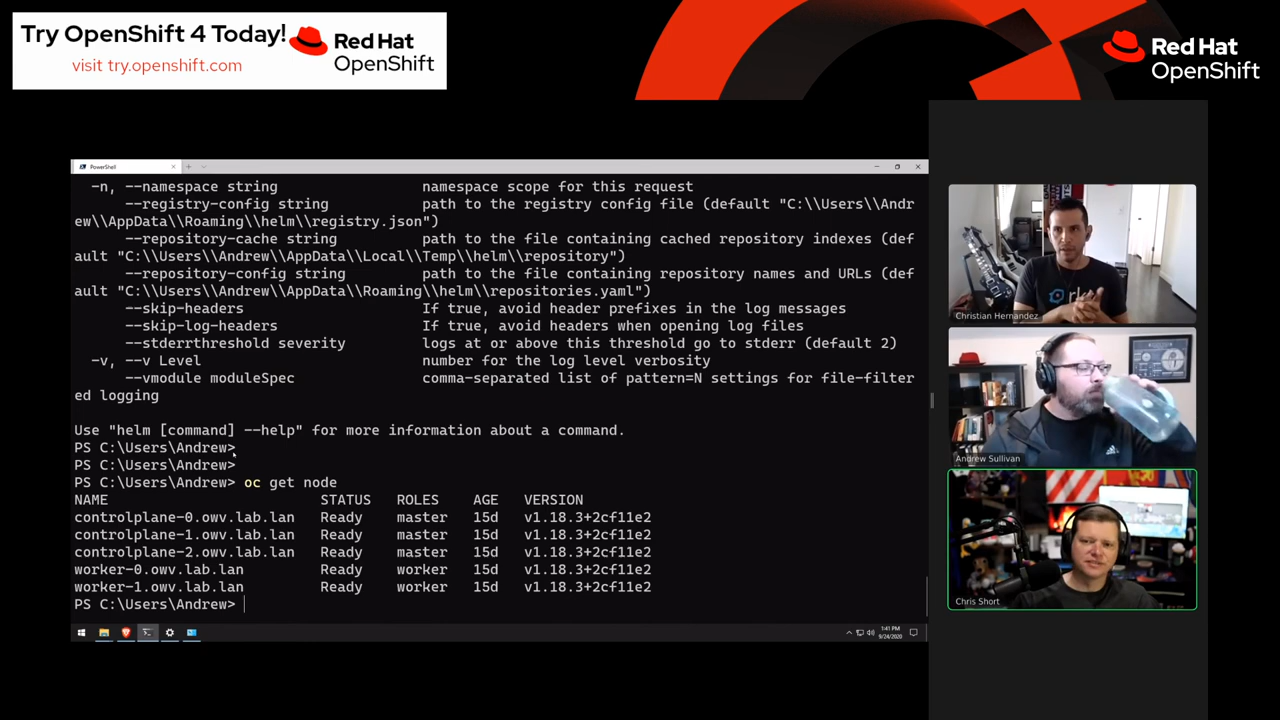 Try OpenShift 4 Today!
visit try.openshift.com
Red Hat
OpenShift
Red Hat
OpenShift
PowerShell
-n, --namespace string namespace scope for this request
--registry-config string path to the registry config file (default "C:\\Users\\Andr
ew\\AppData\\Roaming\\helm\\registry.json")
--repository-cache string path to the file containing cached repository indexes (def
ault "C:\\Users\\Andrew\\AppData\\Local\\Temp\\helm\\repository")
--repository-config string path to the file containing repository names and URLs (def
ault "C:\\Users\\Andrew\\AppData\\Roaming\\helm\\repositories.yaml")
--skip-headers If true, avoid header prefixes in the log messages
--skip-log-headers If true, avoid headers when opening log files
--stderrthreshold severity logs at or above this threshold go to stderr (default 2)
-v, --v Level number for the log level verbosity
--vmodule moduleSpec comma-separated list of pattern=N settings for file-filter
ed logging
Use "helm [command] --help" for more information about a command.
PS C:\Users\Andrew>
PS C:\Users\Andrew>
PS C:\Users\Andrew> oc get node
NAME STATUS ROLES AGE VERSION
controlplane-0.owv.lab.lan Ready master 15d v1.18.3+2cf11e2
controlplane-1.owv.lab.lan Ready master 15d v1.18.3+2cf11e2
controlplane-2.owv.lab.lan Ready master 15d v1.18.3+2cf11e2
worker-0.owv.lab.lan Ready worker 15d v1.18.3+2cf11e2
worker-1.owv.lab.lan Ready worker 15d v1.18.3+2cf11e2
PS C:\Users\Andrew>
1:41 PM
9/24/2020
Christian Hernandez
Andrew Sullivan
Chris Short